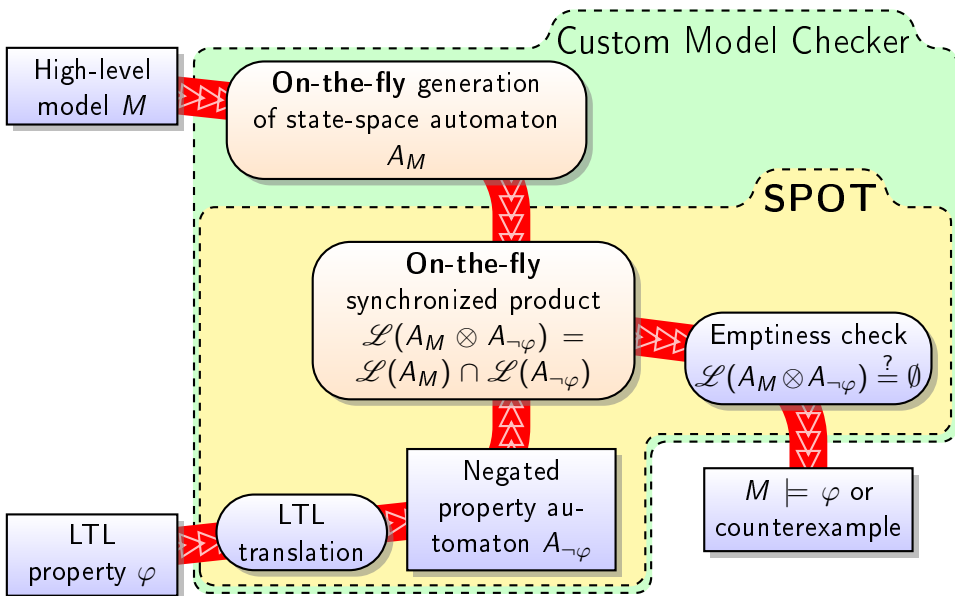 Custom Model Checker
High-level
model M
On-the-fly generation
of state-space automaton
A_M
SPOT
On-the-fly
synchronized product
ℒ(A_M ⊗ A_¬φ) =
ℒ(A_M) ∩ ℒ(A_¬φ)
Emptiness check
ℒ(A_M ⊗ A_¬φ) ≟ ∅
Negated
property au-
tomaton A_¬φ
M ⊨ φ or
counterexample
LTL
translation
LTL
property φ